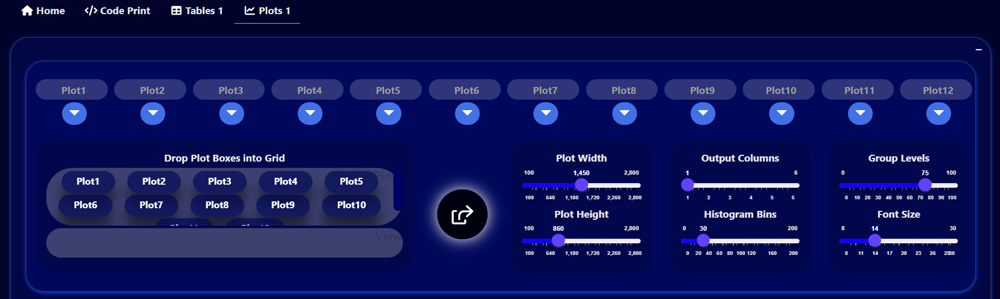 Home Code Print Tables 1 Plots 1
Plot1 Plot2 Plot3 Plot4 Plot5 Plot6 Plot7 Plot8 Plot9 Plot10 Plot11 Plot12
Drop Plot Boxes into Grid
Plot1 Plot2 Plot3 Plot4 Plot5
Plot6 Plot7 Plot8 Plot9 Plot10
View
Plot Width
100 1,450 2,800
100 640 1,180 1,720 2,260 2,800
Plot Height
100 860 2,800
100 640 1,180 1,720 2,260 2,800
Output Columns
1 6
1 2 3 4 5 6
Histogram Bins
0 30 200
0 20 40 60 80 100 120 160 200
Group Levels
0 75 100
0 10 20 30 40 50 60 70 80 90 100
Font Size
8 14 30
8 11 14 17 20 23 26 29 30